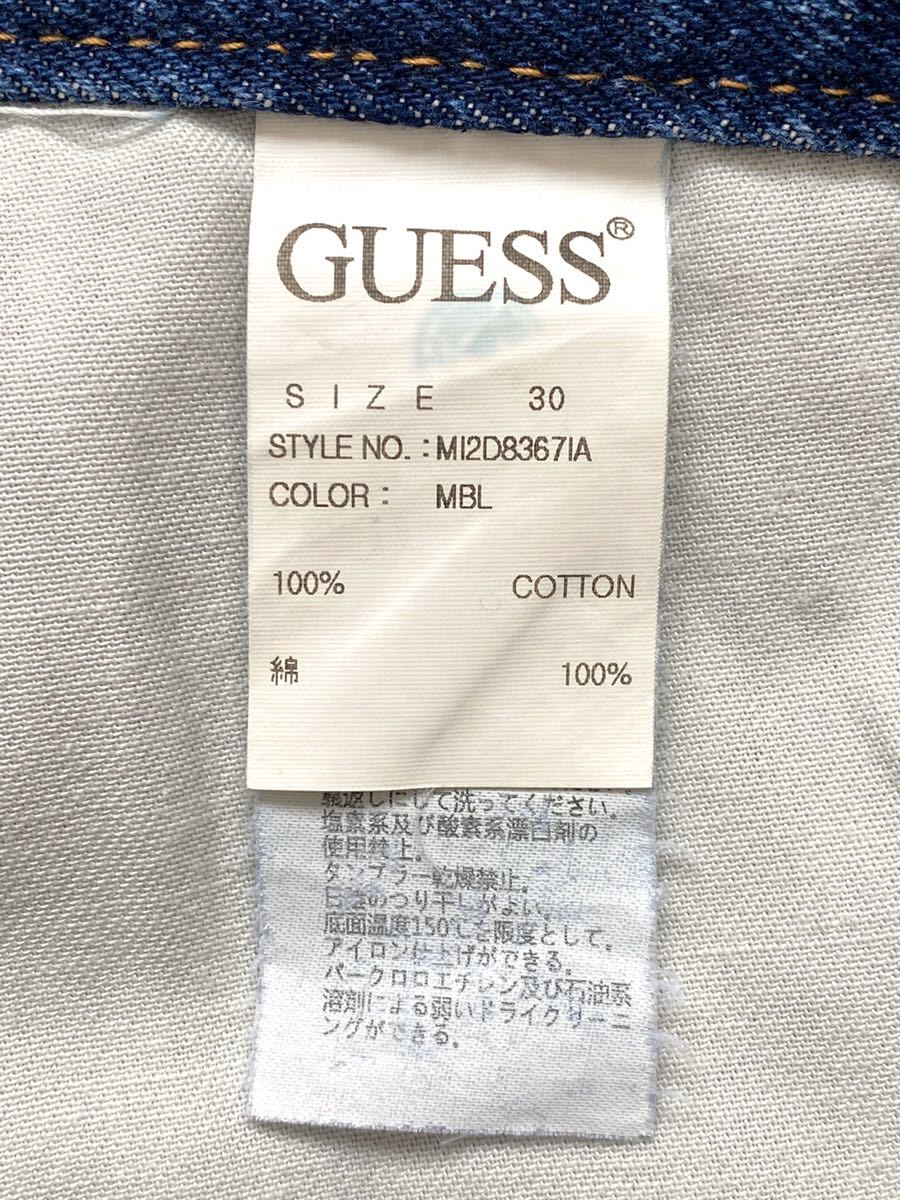 GUESS®
SIZE 30
STYLE NO. : MI2D8367IA
COLOR : MBL
100% COTTON
綿 100%
裏返しにして洗ってください。
塩素系及び酸素系漂白剤の
使用禁止。
タンブラー乾燥禁止。
日陰のつり干しがよい。
底面温度150℃を限度として、
アイロン仕上げができる。
パークロロエチレン及び石油系
溶剤による弱いドライクリーニ
ングができる。